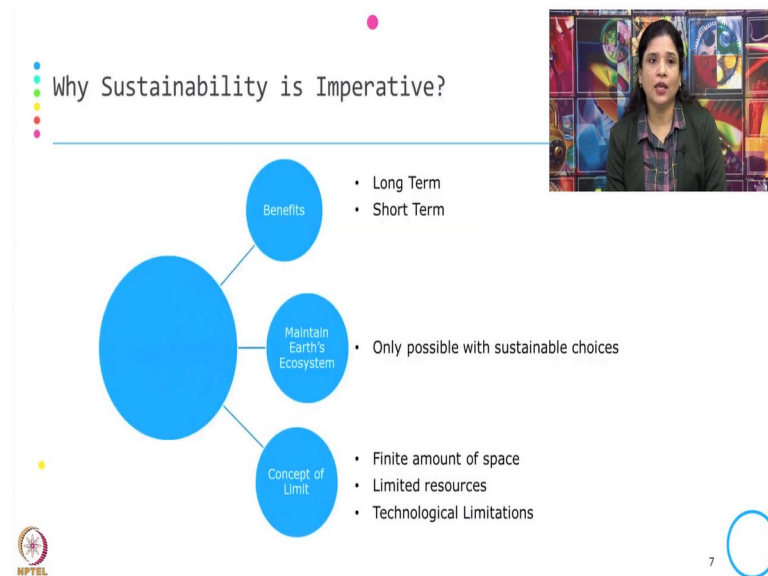 Why Sustainability is Imperative?
Benefits
• Long Term
• Short Term
Maintain
Earth's
Ecosystem
• Only possible with sustainable choices
Concept of
Limit
• Finite amount of space
• Limited resources
• Technological Limitations
NPTEL
7